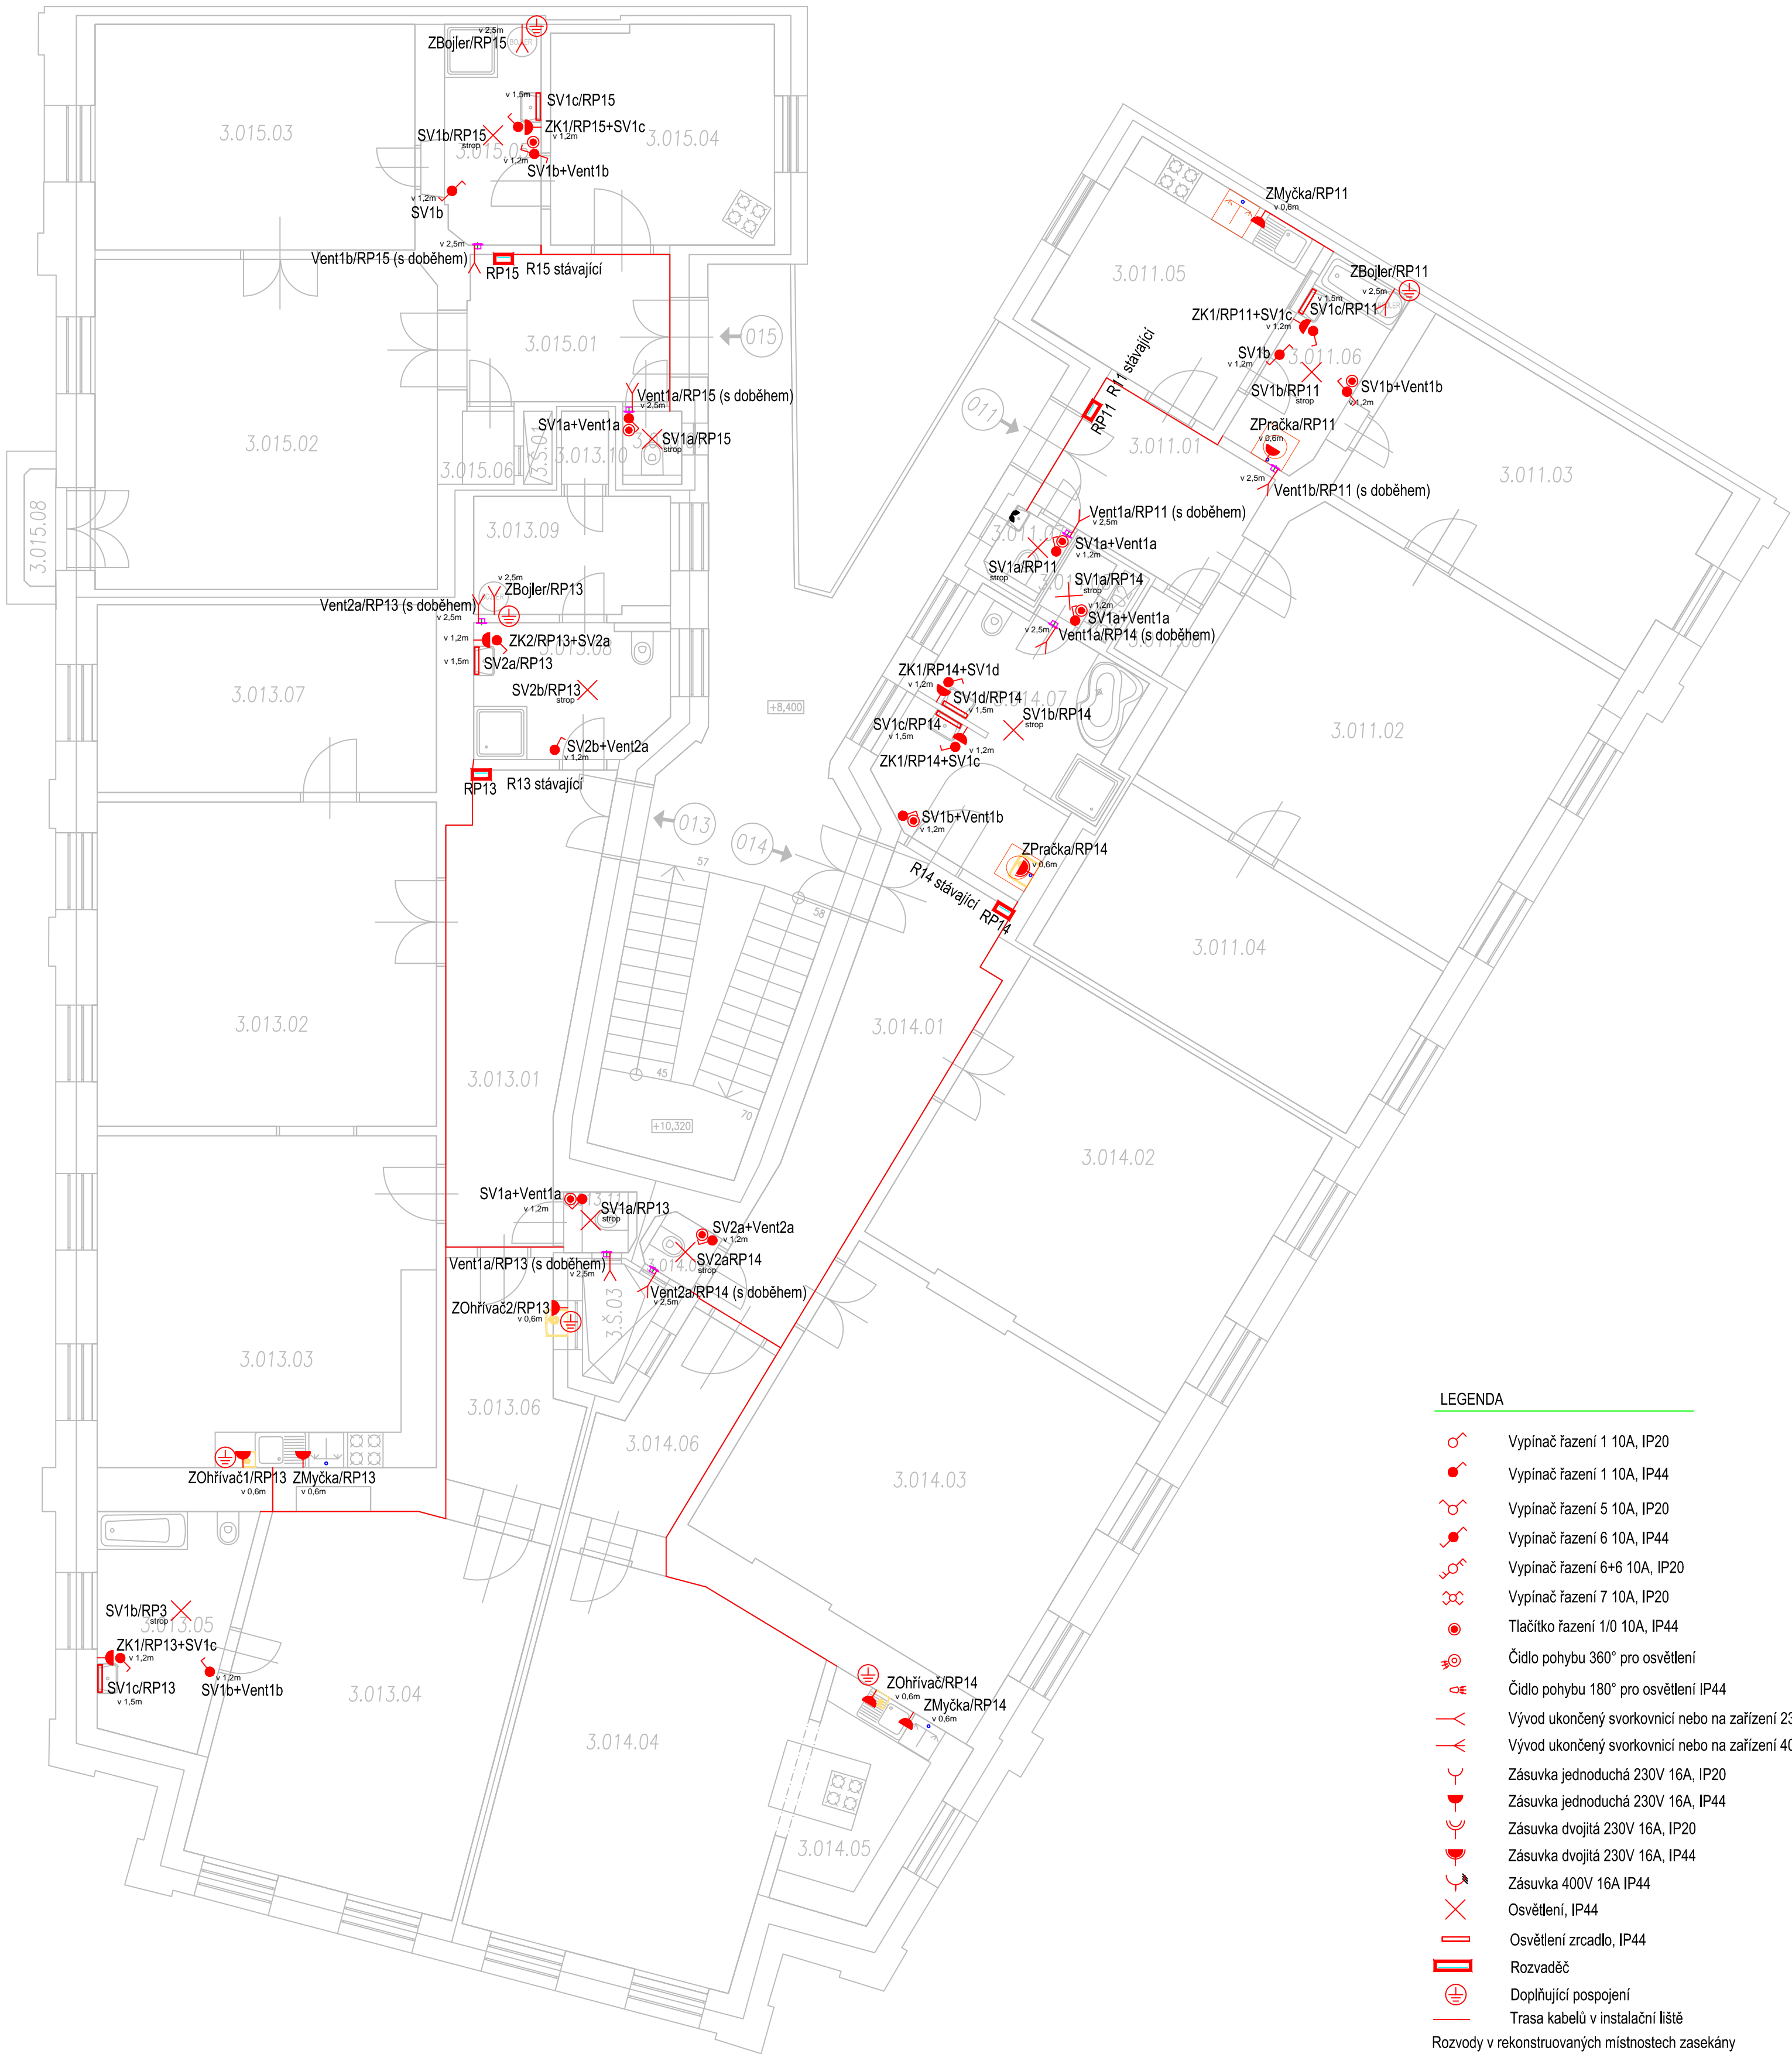 v 2,5m
ZBojler/RP15
BOJLER
3.015.03
v 1,5m
SV1c/RP15
SV1b/RP15
strop
ZK1/RP15+SV1c
v 1,2m
3.015.04
v 1,2m
SV1b+Vent1b
v 1,2m
SV1b
v 2,5m
Vent1b/RP15 (s doběhem)
RP15
R15 stávající
3.015.01
015
Vent1a/RP15 (s doběhem)
v 2,5m
SV1a+Vent1a
SV1a/RP15
strop
3.015.02
3.015.06
3.013.10
3.015.08
3.013.09
v 2,5m
ZBojler/RP13
Vent2a/RP13 (s doběhem)
v 2,5m
v 1,2m
ZK2/RP13+SV2a
3.013.08
v 1,5m
SV2a/RP13
SV2b/RP13
strop
3.013.07
SV2b+Vent2a
v 1,2m
RP13
R13 stávající
+8,400
013
014
57
58
45
70
+10,320
3.013.02
3.013.01
3.014.01
ZMyčka/RP11
v 0,6m
3.011.05
ZBojler/RP11
v 2,5m
v 1,5m
SV1c/RP11
ZK1/RP11+SV1c
v 1,2m
SV1b
v 1,2m
3.011.06
SV1b/RP11
strop
SV1b+Vent1b
v 1,2m
R11 stávající
RP11
011
3.011.01
ZPračka/RP11
v 0,6m
v 2,5m
Vent1b/RP11 (s doběhem)
3.011.03
Vent1a/RP11 (s doběhem)
v 2,5m
SV1a+Vent1a
v 1,2m
SV1a/RP11
strop
SV1a/RP14
strop
v 1,2m
SV1a+Vent1a
v 2,5m
Vent1a/RP14 (s doběhem)
ZK1/RP14+SV1d
v 1,2m
SV1d/RP14
v 1,5m
SV1c/RP14
v 1,5m
SV1b/RP14
strop
v 1,2m
ZK1/RP14+SV1c
3.011.02
SV1b+Vent1b
v 1,2m
ZPračka/RP14
v 0,6m
R14 stávající
RP14
3.011.04
3.014.02
SV1a+Vent1a
v 1,2m
SV1a/RP13
strop
SV2a+Vent2a
v 1,2m
SV2aRP14
strop
Vent1a/RP13 (s doběhem)
v 2,5m
Vent2a/RP14 (s doběhem)
v 2,5m
ZOhřívač2/RP13
v 0,6m
3.Š.03
3.013.03
3.013.06
3.014.06
3.014.03
ZOhřívač1/RP13
v 0,6m
ZMyčka/RP13
v 0,6m
SV1b/RP3
strop
3.013.05
ZK1/RP13+SV1c
v 1,2m
v 1,2m
SV1b+Vent1b
SV1c/RP13
v 1,5m
3.013.04
3.014.04
ZOhřívač/RP14
v 0,6m
ZMyčka/RP14
v 0,6m
3.014.05
LEGENDA
Vypínač řazení 1 10A, IP20
Vypínač řazení 1 10A, IP44
Vypínač řazení 5 10A, IP20
Vypínač řazení 6 10A, IP44
Vypínač řazení 6+6 10A, IP20
Vypínač řazení 7 10A, IP20
Tlačítko řazení 1/0 10A, IP44
Čidlo pohybu 360° pro osvětlení
Čidlo pohybu 180° pro osvětlení IP44
Vývod ukončený svorkovnicí nebo na zařízení 23
Vývod ukončený svorkovnicí nebo na zařízení 40
Zásuvka jednoduchá 230V 16A, IP20
Zásuvka jednoduchá 230V 16A, IP44
Zásuvka dvojitá 230V 16A, IP20
Zásuvka dvojitá 230V 16A, IP44
Zásuvka 400V 16A IP44
Osvětlení, IP44
Osvětlení zrcadlo, IP44
Rozvaděč
Doplňující pospojení
Trasa kabelů v instalační liště
Rozvody v rekonstruovaných místnostech zasekány